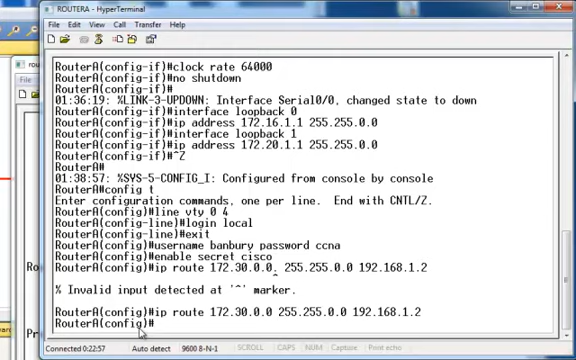 ROUTERA - HyperTerminal
File Edit View Call Transfer Help
RouterA(config-if)#clock rate 64000
RouterA(config-if)#no shutdown
RouterA(config-if)#
01:36:19: %LINK-3-UPDOWN: Interface Serial0/0, changed state to down
RouterA(config-if)#interface loopback 0
RouterA(config-if)#ip address 172.16.1.1 255.255.0.0
RouterA(config-if)#interface loopback 1
RouterA(config-if)#ip address 172.20.1.1 255.255.0.0
RouterA(config-if)#^Z
RouterA#
01:38:57: %SYS-5-CONFIG_I: Configured from console by console
RouterA#config t
Enter configuration commands, one per line.  End with CNTL/Z.
RouterA(config)#line vty 0 4
RouterA(config-line)#login local
RouterA(config-line)#exit
RouterA(config)#username banbury password ccna
RouterA(config)#enable secret cisco
RouterA(config)#ip route 172.30.0.0. 255.255.0.0 192.168.1.2
^
% Invalid input detected at '^' marker.
RouterA(config)#ip route 172.30.0.0 255.255.0.0 192.168.1.2
RouterA(config)#
Connected 0:22:57 Auto detect 9600 8-N-1 SCROLL CAPS NUM Capture Print echo